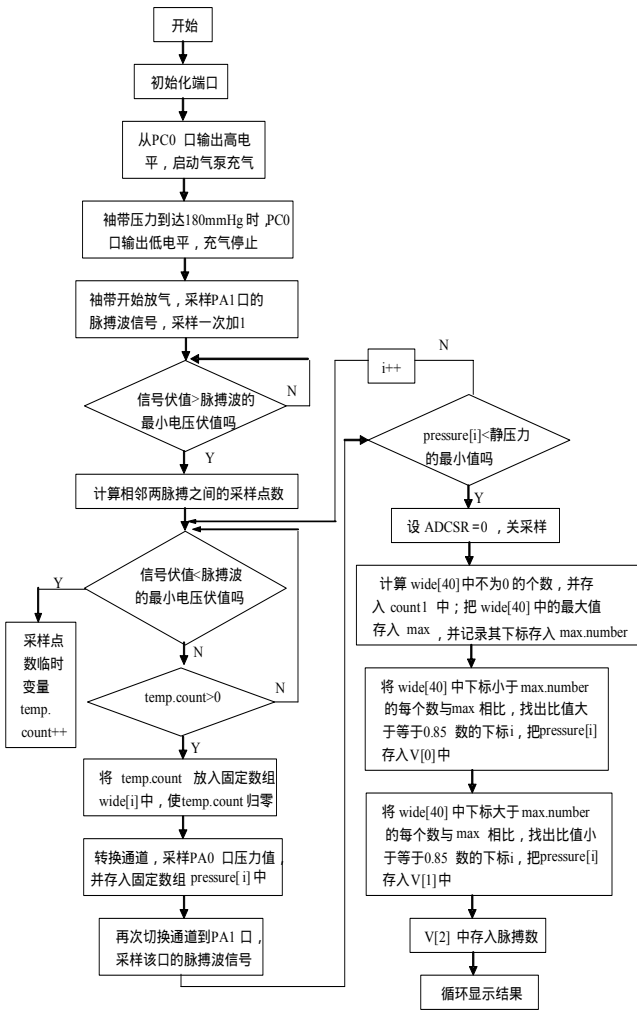 开始
初始化端口
从PC0 口输出高电
平，启动气泵充气
袖带压力到达180mmHg 时 ,PC0
口输出低电平，充气停止
袖带开始放气，采样PA1口的
脉搏波信号，采样一次加1
信号伏值>脉搏波的
最小电压伏值吗
N
Y
计算相邻两脉搏之间的采样点数
信号伏值<脉搏波
的最小电压伏值吗
Y
N
采样点
数临时
变量
temp.
count++
temp.count>0
N
Y
将 temp.count 放入固定数组
wide[i]中，使temp.count 归零
转换通道，采样PA0 口压力值，
并存入固定数组 pressure[ i] 中
再次切换通道到PA1 口，
采样该口的脉搏波信号
i++
N
pressure[i]<静压力
的最小值吗
Y
设 ADCSR =0 ，关采样
计算 wide[40] 中不为0 的个数，并存
入 count1 中；把 wide[40] 中的最大值
存入 max ，并记录其下标存入 max.number
将 wide[40] 中下标小于 max.number
的每个数与max 相比，找出比值大
于等于0.85 数的下标i，把pressure[i]
存入V[0]中
将 wide[40] 中下标大于 max.number
的每个数与 max 相比，找出比值小
于等于0.85 数的下标i，把pressure[i]
存入V[1]中
V[2] 中存入脉搏数
循环显示结果